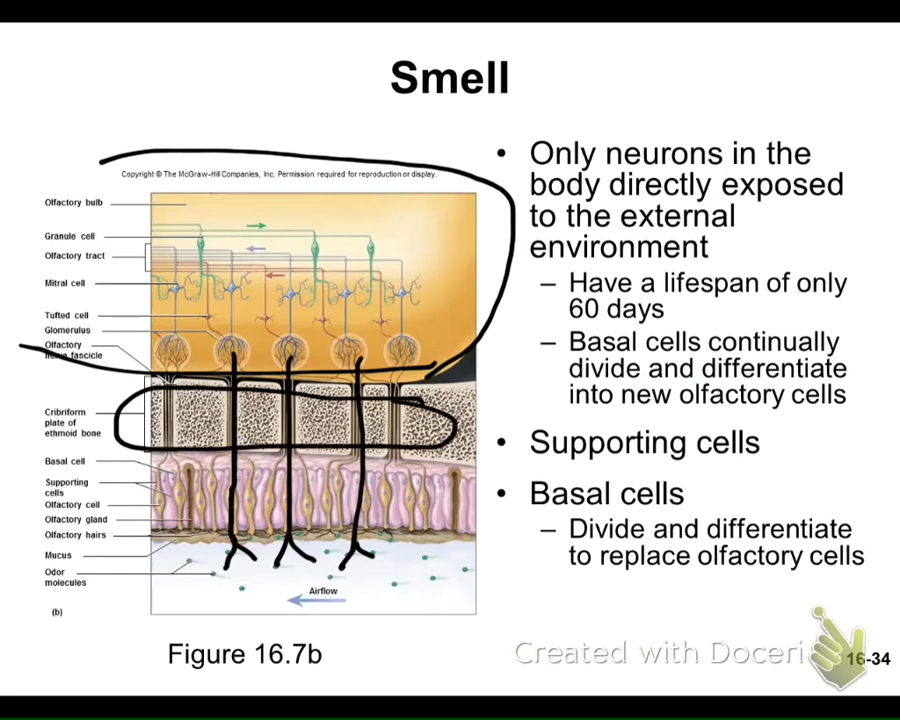 Smell
Copyright © The McGraw-Hill Companies, Inc. Permission required for reproduction or display.
Olfactory bulb
Granule cell
Olfactory tract
Mitral cell
Tufted cell
Glomerulus
Olfactory
nerve fascicle
Cribriform
plate of
ethmoid bone
Basal cell
Supporting
cells
Olfactory cell
Olfactory gland
Olfactory hairs
Mucus
Odor
molecules
Airflow
(b)
Figure 16.7b
• Only neurons in the
body directly exposed
to the external
environment
– Have a lifespan of only
60 days
– Basal cells continually
divide and differentiate
into new olfactory cells
• Supporting cells
• Basal cells
– Divide and differentiate
to replace olfactory cells
Created with Doceri
16-34